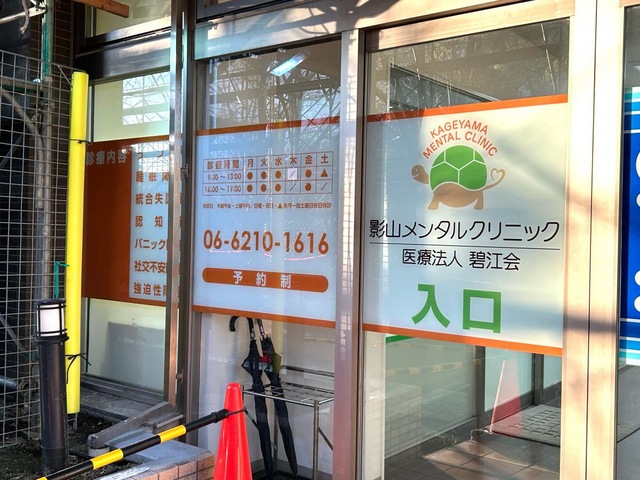 診療内容
睡眠
統合失
認知
パニック
社交不安
強迫性
診療時間 月 火 水 木 金 土
9:30～13:00 ● ● ● ／ ● ▲
16:00～19:00 ● ● ● ／ ● ／
06-6210-1616
予約制
KAGEYAMA
MENTAL CLINIC
影山メンタルクリニック
医療法人 碧江会
入口